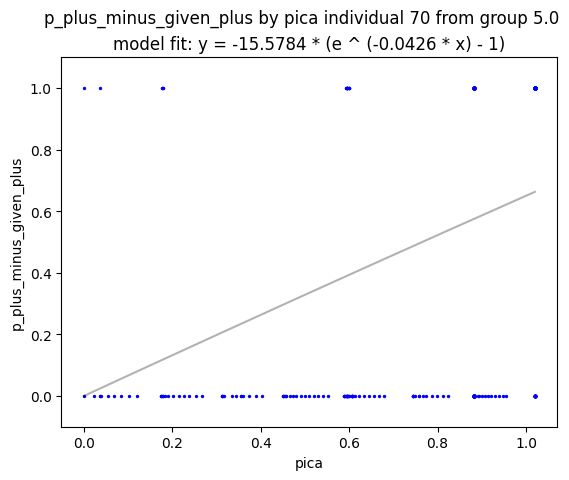 p_plus_minus_given_plus by pica individual 70 from group 5.0
model fit: y = -15.5784 * (e ^ (-0.0426 * x) - 1)
p_plus_minus_given_plus
1.0
0.8
0.6
0.4
0.2
0.0
0.0 0.2 0.4 0.6 0.8 1.0
pica